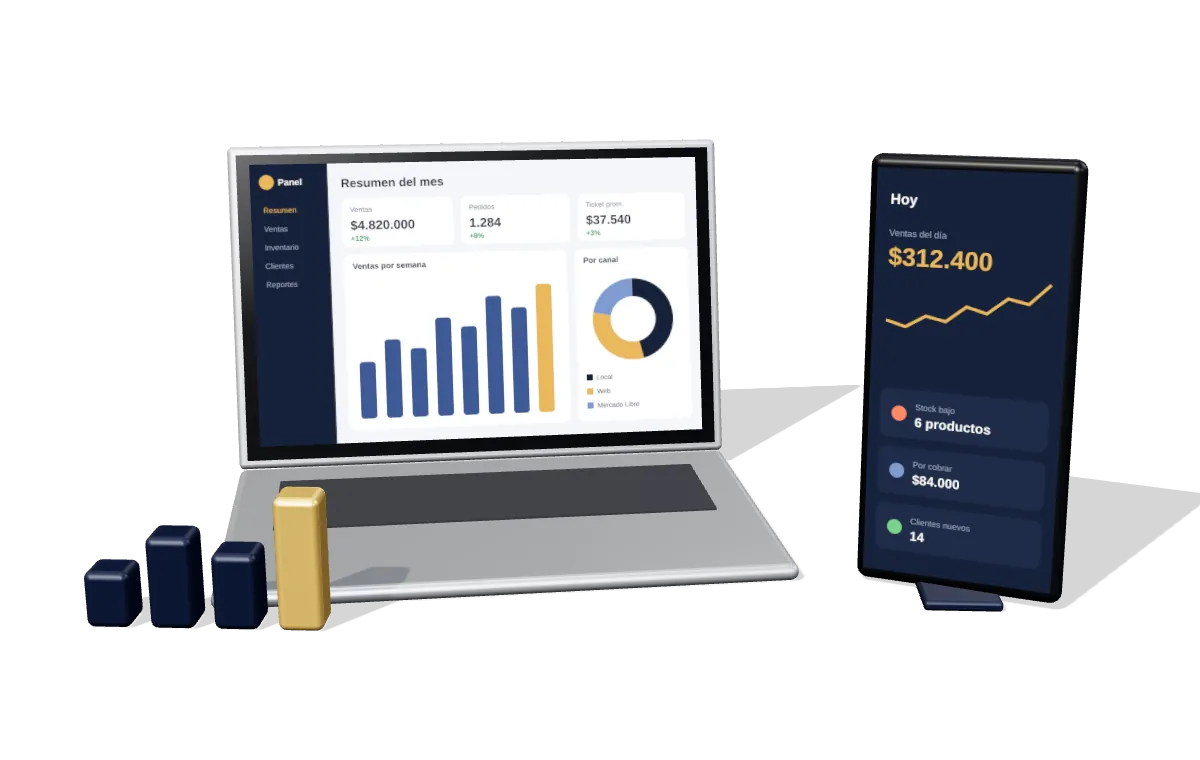 Panel
Resumen
Ventas
Inventario
Clientes
Reportes
Resumen del mes
Ventas
$4.820.000
+12%
Pedidos
1.284
+8%
Ticket prom.
$37.540
+3%
Ventas por semana
Por canal
Local
Web
Mercado Libre
Hoy
Ventas del día
$312.400
Stock bajo
6 productos
Por cobrar
$84.000
Clientes nuevos
14